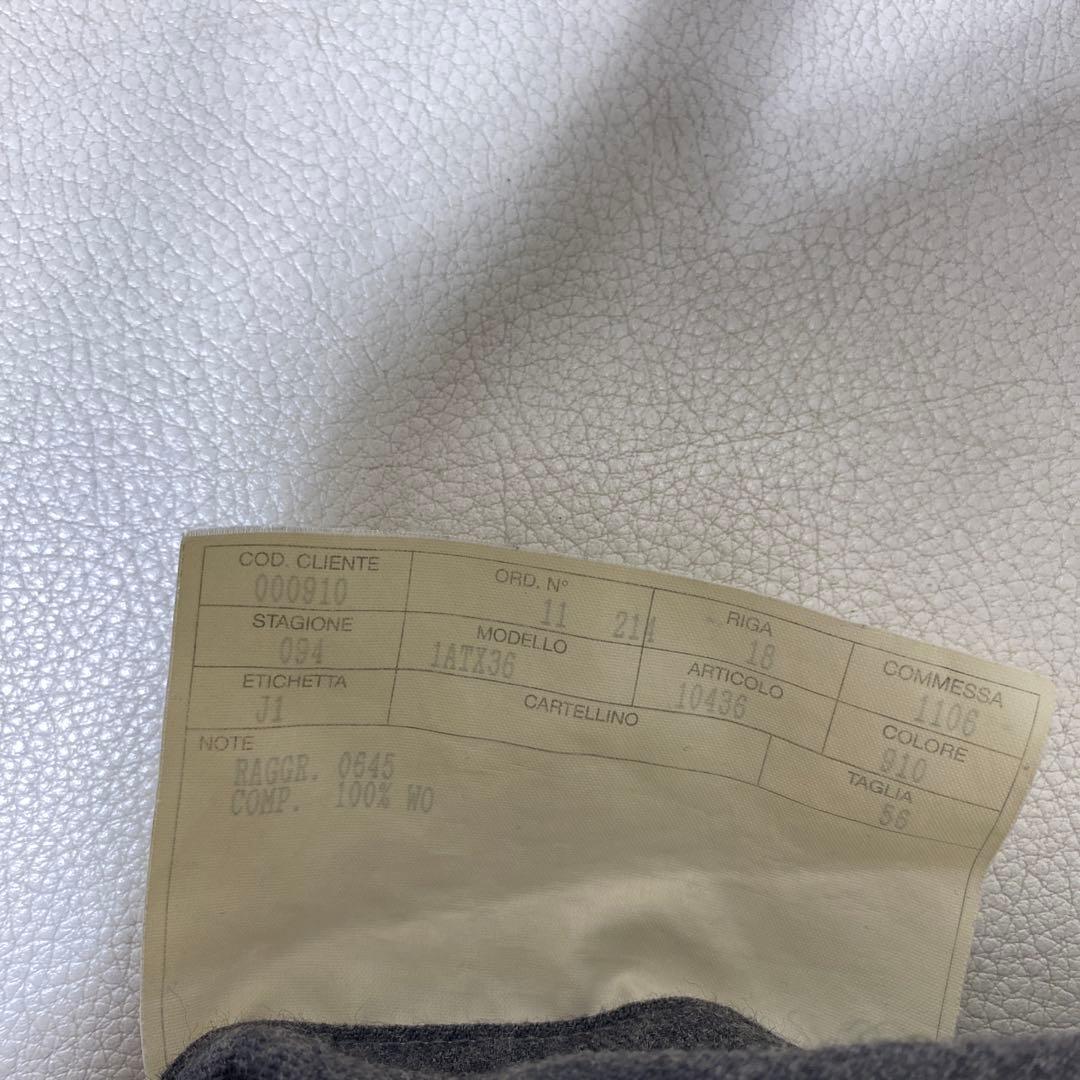 COD. CLIENTE
000910
ORD. N°
11 214
RIGA
18
COMMESSA
1106
STAGIONE
094
MODELLO
1ATX36
ARTICOLO
10436
COLORE
910
ETICHETTA
J1
CARTELLINO
TAGLIA
56
NOTE
RAGGR. 0645
COMP. 100% WO